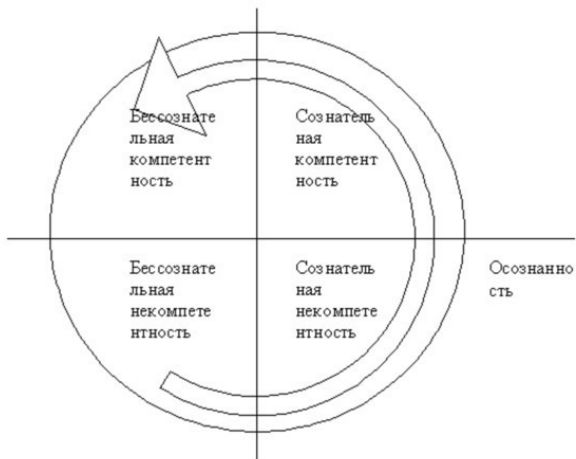 Бессознате
льная
компетент
ность
Сознатель
ная
компетент
ность
Бессознате
льная
некомпете
нтность
Сознатель
ная
некомпете
нтность
Осознанно
сть